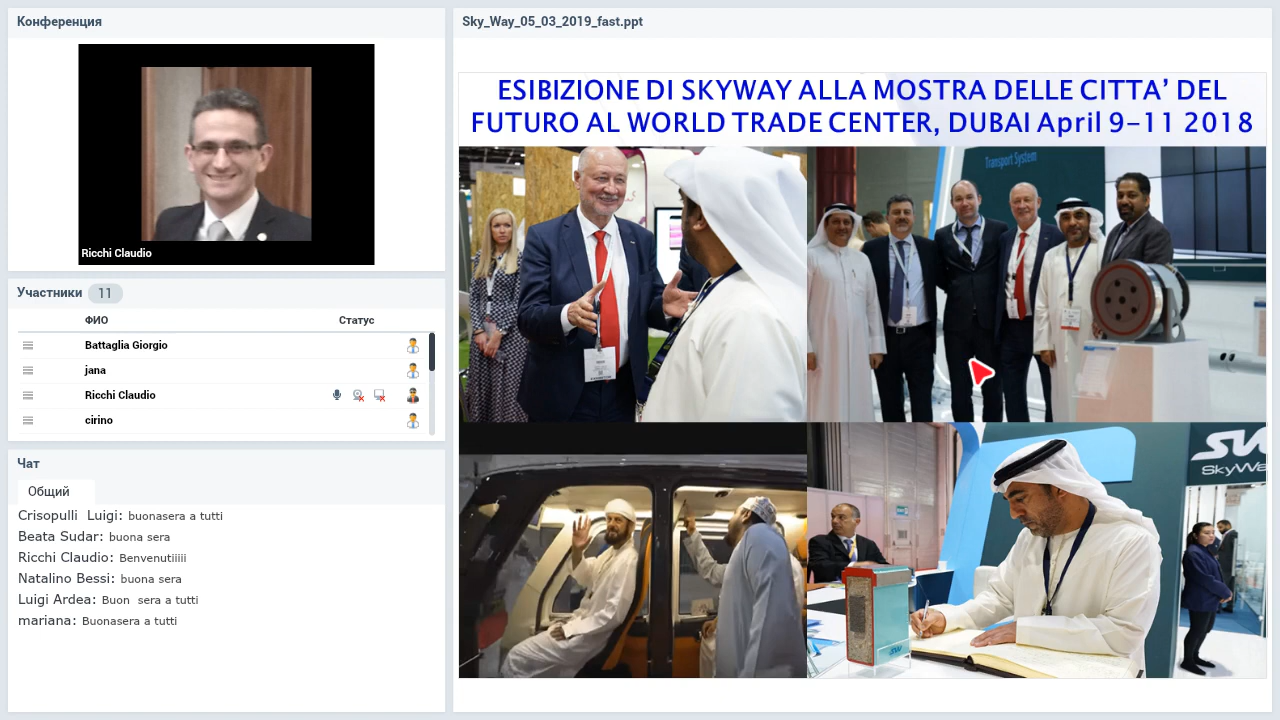 Конференция
Ricchi Claudio
Участники 11
ФИО Статус
Battaglia Giorgio
jana
Ricchi Claudio
cirino
Чат
Общий
Crisopulli Luigi: buonasera a tutti
Beata Sudar: buona sera
Ricchi Claudio: Benvenutiiiii
Natalino Bessi: buona sera
Luigi Ardea: Buon sera a tutti
mariana: Buonasera a tutti
Sky_Way_05_03_2019_fast.ppt
ESIBIZIONE DI SKYWAY ALLA MOSTRA DELLE CITTA’ DEL
FUTURO AL WORLD TRADE CENTER, DUBAI April 9–11 2018
Transport System
SkyWa